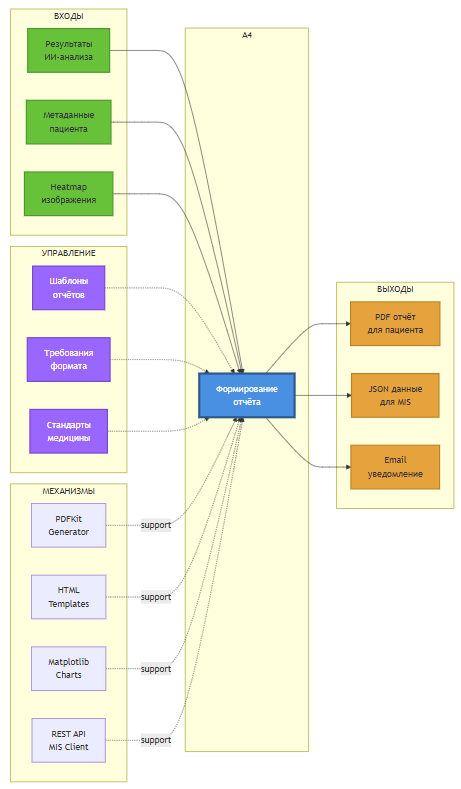 ВХОДЫ
Результаты
ИИ-анализа
Метаданные
пациента
Heatmap
изображения
УПРАВЛЕНИЕ
Шаблоны
отчётов
Требования
формата
Стандарты
медицины
МЕХАНИЗМЫ
PDFKit
Generator
support
HTML
Templates
support
Matplotlib
Charts
support
REST API
MIS Client
support
A4
Формирование
отчёта
ВЫХОДЫ
PDF отчёт
для пациента
JSON данные
для MIS
Email
уведомление